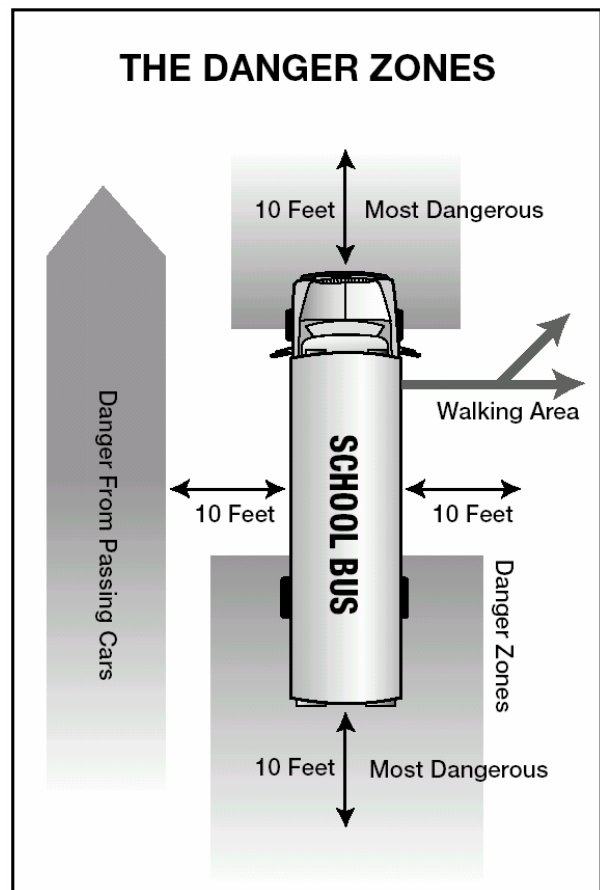 THE DANGER ZONES
10 Feet
Most Dangerous
Walking Area
Danger From Passing Cars
SCHOOL BUS
10 Feet
10 Feet
Danger Zones
10 Feet
Most Dangerous